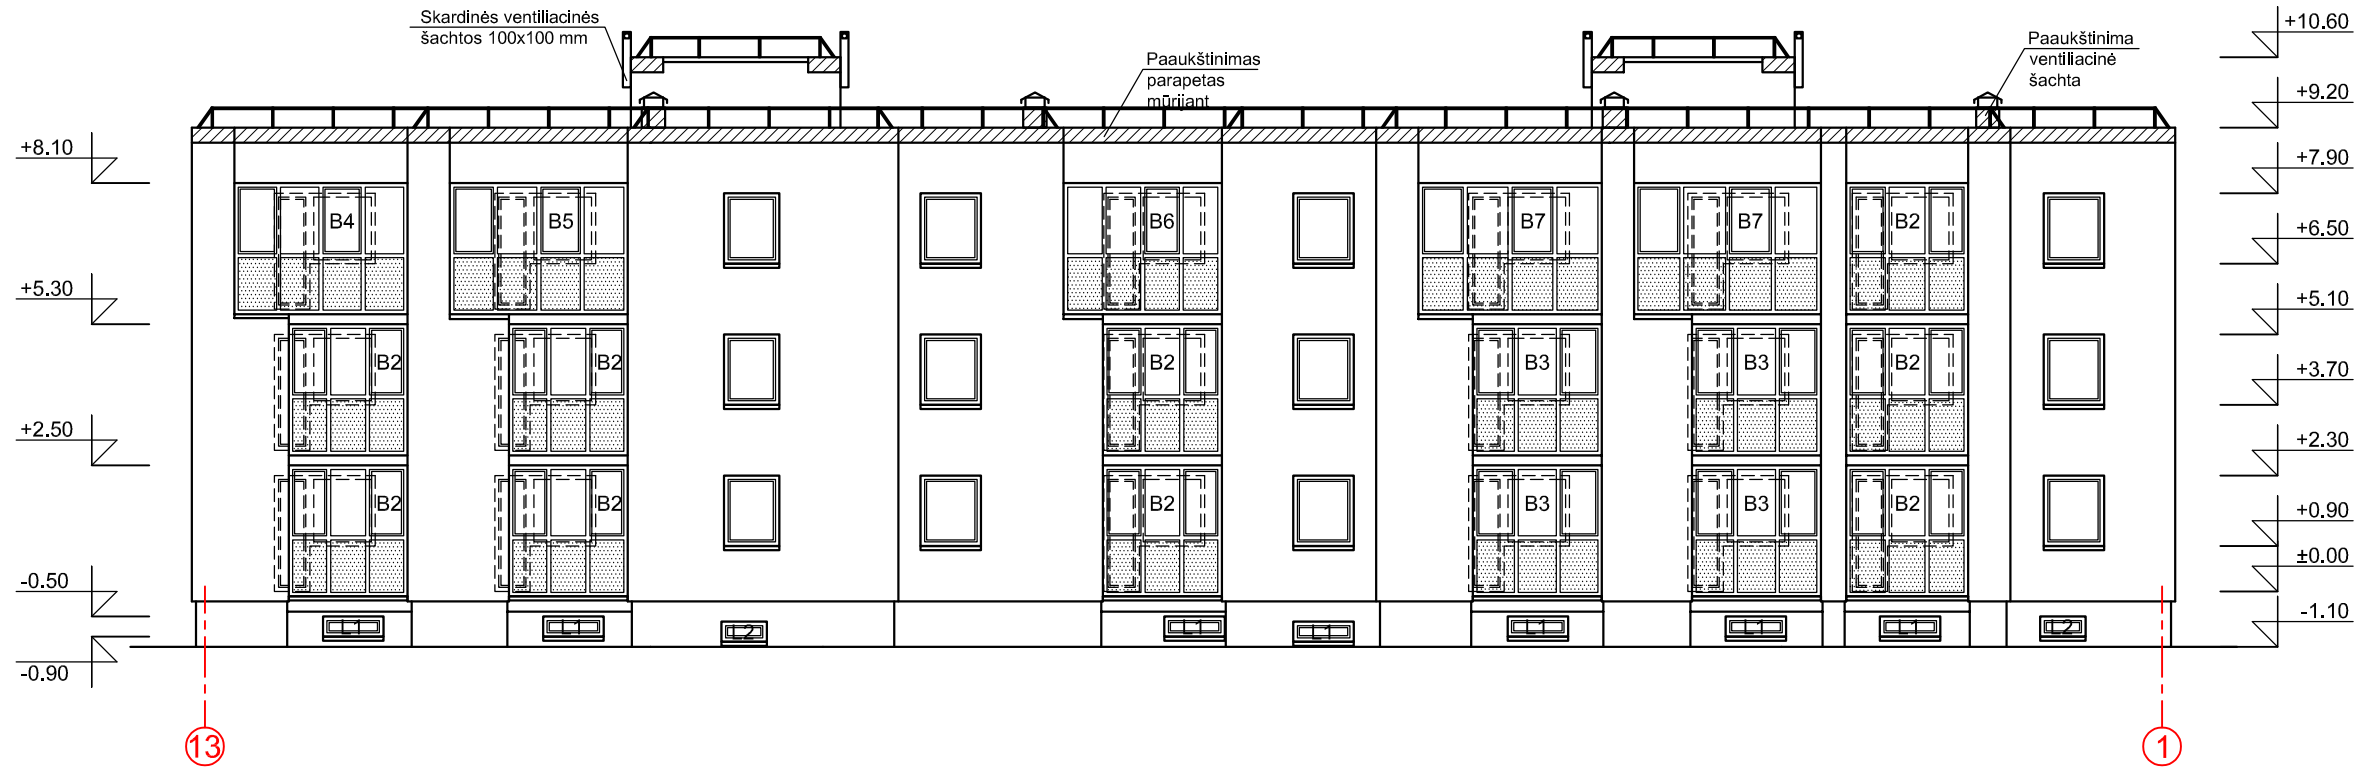 Skardinės ventiliacinės
šachtos 100x100 mm
Paaukštinimas
parapetas
mūrijant
Paaukštinima
ventiliacinė
šachta
+10.60
+9.20
+8.10
+7.90
B4
B5
B6
B7
B7
B2
+6.50
+5.30
+5.10
B2
B2
B2
B3
B3
B2
+3.70
+2.50
+2.30
B2
B2
B2
B3
B3
B2
+0.90
±0.00
-0.50
-1.10
L1
L1
L2
L1
L1
L1
L1
L1
L2
-0.90
13
1